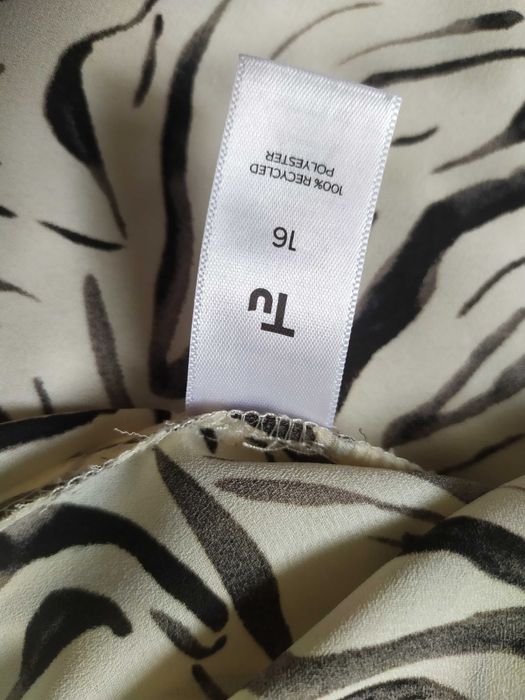 Tu
16
100% RECYCLED
POLYESTER